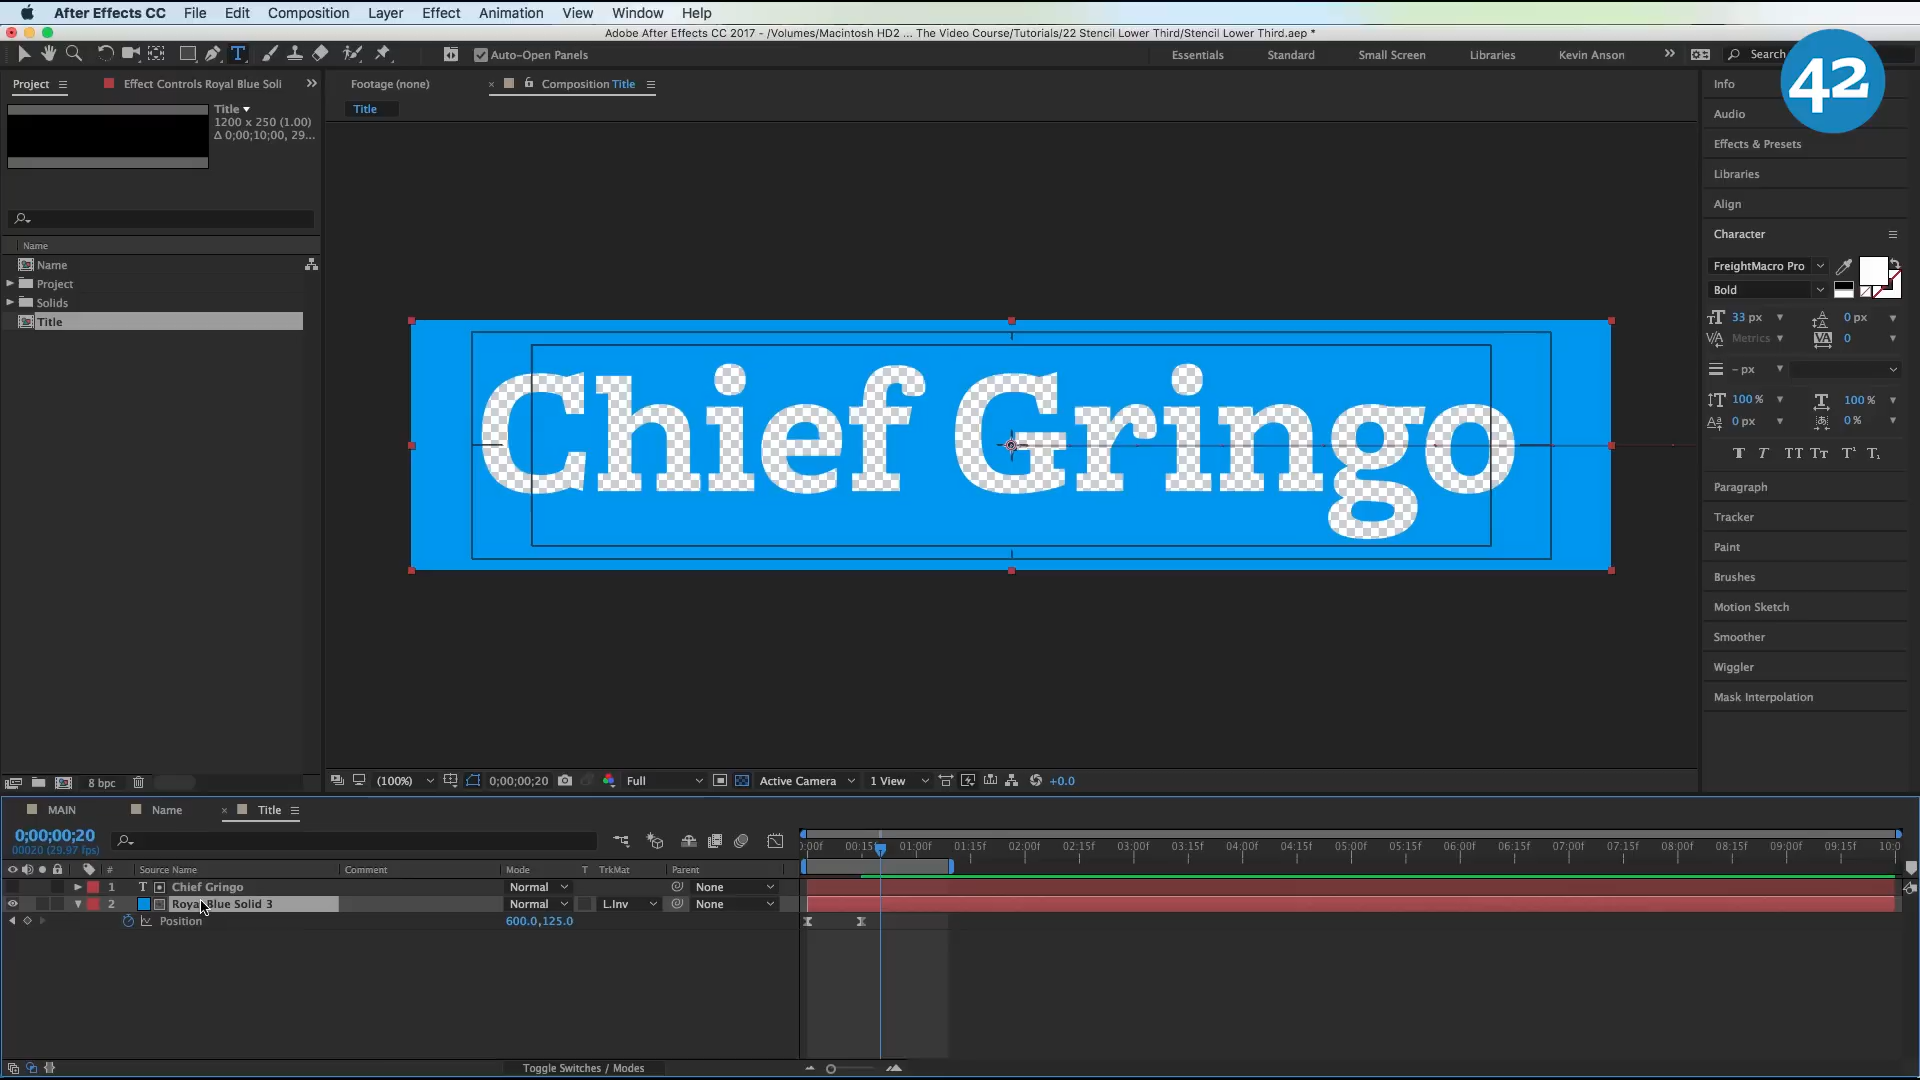 After Effects CC File Edit Composition Layer Effect Animation View Window Help
Adobe After Effects CC 2017 - /Volumes/Macintosh HD2 ... The Video Course/Tutorials/22 Stencil Lower Third/Stencil Lower Third.aep *
T Auto-Open Panels Essentials Standard Small Screen Libraries Kevin Anson Search
42
Project Effect Controls Royal Blue Soli
Footage (none) Composition Title
Title
Title
1200 x 250 (1.00)
Δ 0;00;10;00, 29...
Name
Name
Project
Solids
Title
Chief Gringo
Info
Audio
Effects & Presets
Libraries
Align
Character
FreightMacro Pro
Bold
33 px 0 px
Metrics 0
- px
100 % 100 %
0 px 0 %
T T TT Tт T¹ T₁
Paragraph
Tracker
Paint
Brushes
Motion Sketch
Smoother
Wiggler
Mask Interpolation
8 bpc
(100%) 0;00;00;20 Full Active Camera 1 View +0.0
MAIN Name Title
0;00;00;20
00020 (29.97 fps)
:00f 00:15f 01:00f 01:15f 02:00f 02:15f 03:00f 03:15f 04:00f 04:15f 05:00f 05:15f 06:00f 06:15f 07:00f 07:15f 08:00f 08:15f 09:00f 09:15f 10:0
# Source Name Comment Mode T TrkMat Parent
1 T Chief Gringo Normal None
2 Royal Blue Solid 3 Normal L.Inv None
Position 600.0,125.0
Toggle Switches / Modes